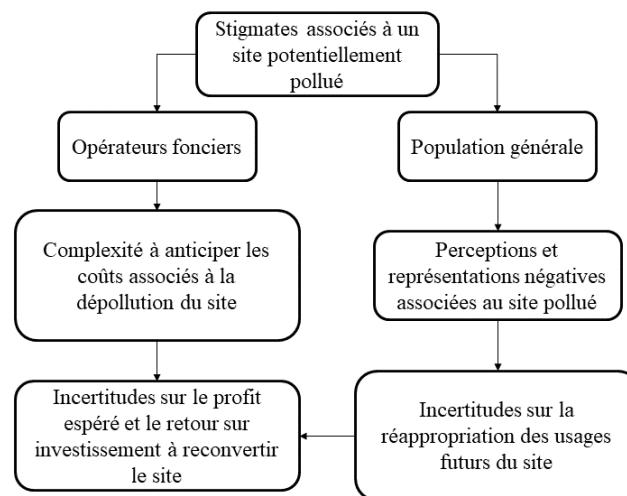 Stigmates associés à un
site potentiellement
pollué
Opérateurs fonciers
Population générale
Complexité à anticiper les
coûts associés à la
dépollution du site
Perceptions et
représentations négatives
associées au site pollué
Incertitudes sur le profit
espéré et le retour sur
investissement à reconvertir
le site
Incertitudes sur la
réappropriation des usages
futurs du site